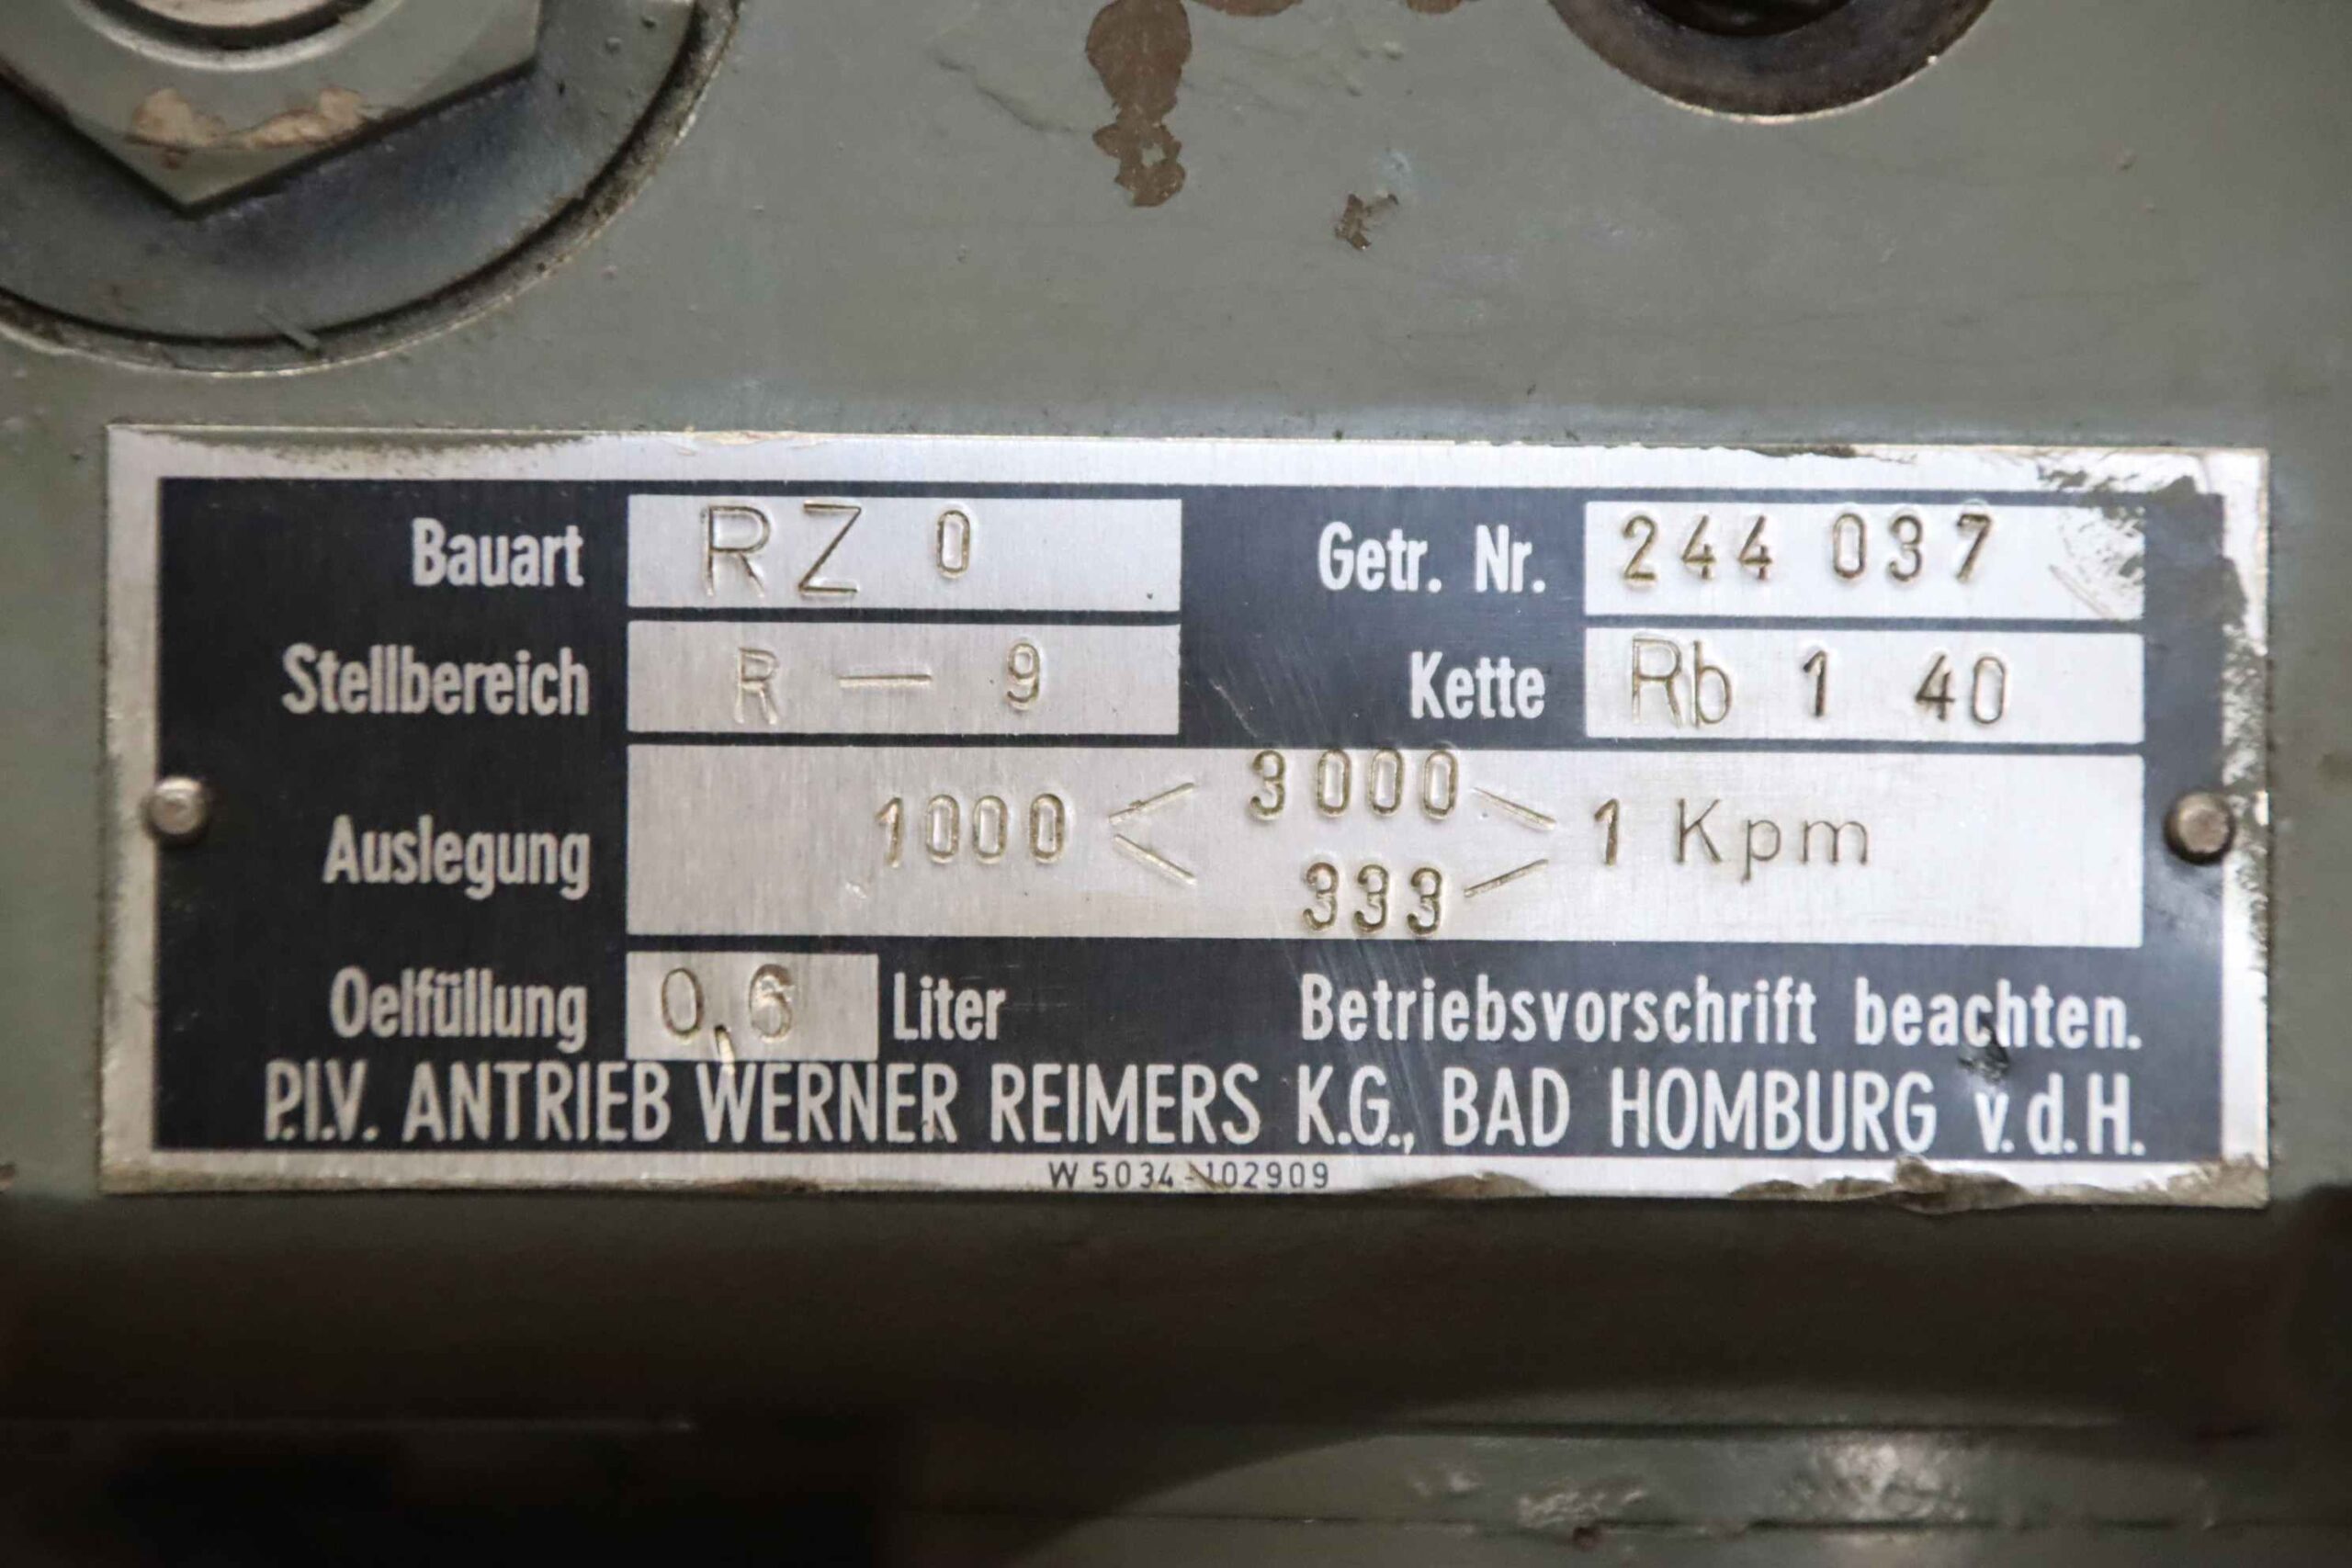 Bauart RZ 0 Getr. Nr. 244 037
Stellbereich R — 9 Kette Rb 1 40
Auslegung 1000 < 3000 333 > 1 Kpm
Oelfüllung 0,6 Liter Betriebsvorschrift beachten.
P.I.V. ANTRIEB WERNER REIMERS K.G., BAD HOMBURG v.d.H.
W 5034-102909